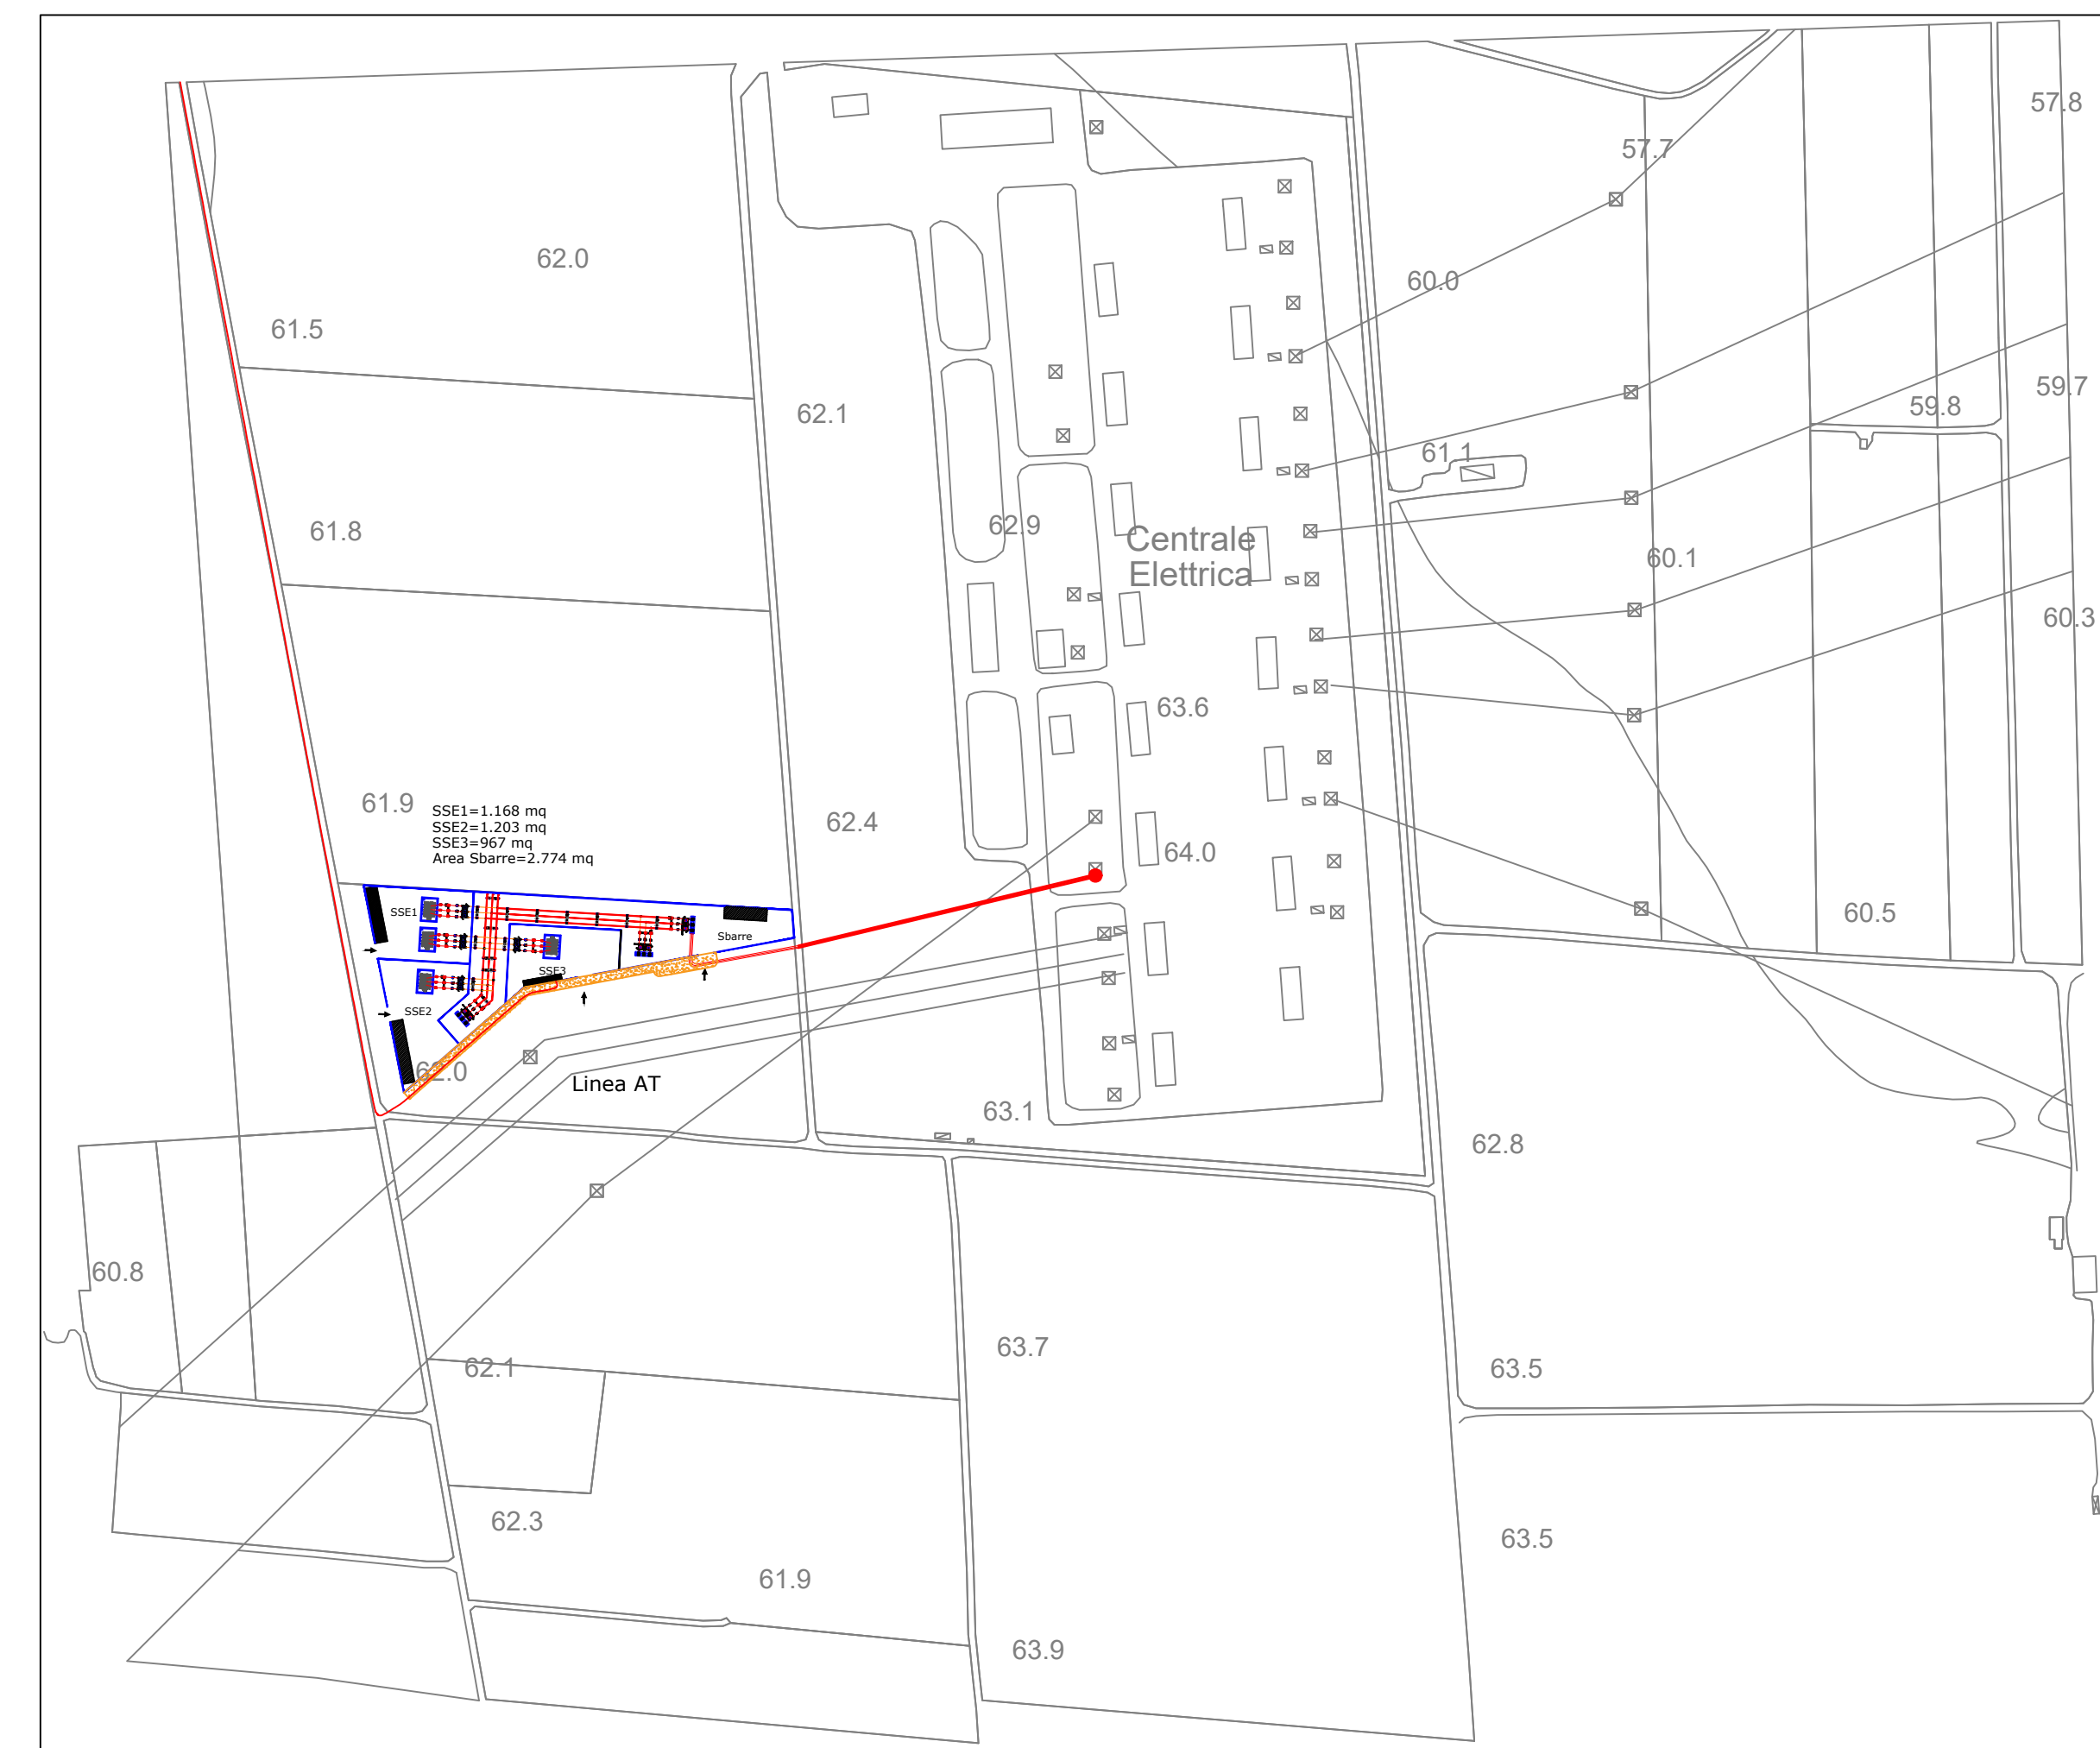 57.8
57.7
62.0
60.0
61.5
59.7
59.8
62.1
61.1
61.8
62.9
Centrale
Elettrica
60.1
60.3
63.6
61.9
SSE1=1.168 mq
SSE2=1.203 mq
SSE3=967 mq
Area Sbarre=2.774 mq
62.4
64.0
60.5
SSE1
Sbarre
SSE3
SSE2
62.0
Linea AT
63.1
62.8
60.8
63.7
62.1
63.5
62.3
63.5
61.9
63.9